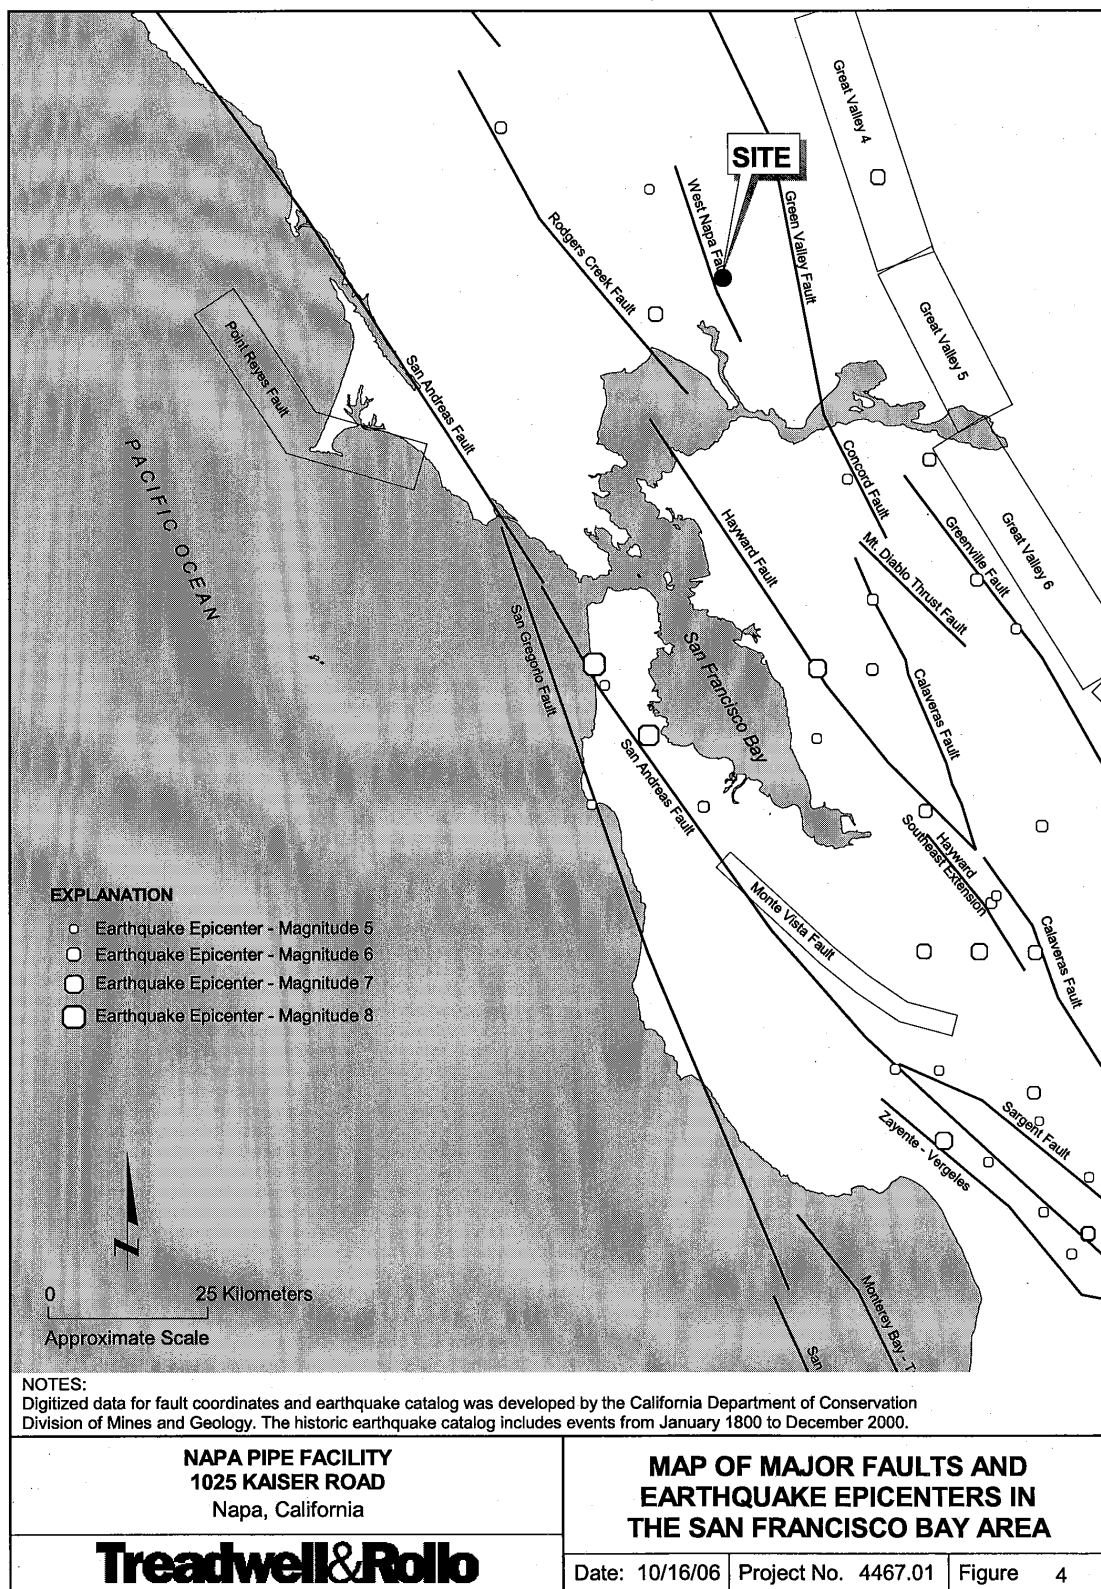 Great Valley 4
SITE
West Napa Fau
Green Valley Fault
Rodgers Creek Fault
Great Valley 5
Point Reyes Fault
San Andreas Fault
PACIFIC OCEAN
Concord Fault
Hayward Fault
Greenville Fault
Great Valley 6
Mt. Diablo Thrust Fault
San Gregorio Fault
San Francisco Bay
Calaveras Fault
San Andreas Fault
Hayward
Southeast Extension
Monte Vista Fault
Calaveras Fault
EXPLANATION
Earthquake Epicenter - Magnitude 5
Earthquake Epicenter - Magnitude 6
Earthquake Epicenter - Magnitude 7
Earthquake Epicenter - Magnitude 8
Sargent Fault
Zayente - Vergeles
Z
0 25 Kilometers
Approximate Scale
Monterey Bay - T
San
NOTES:
Digitized data for fault coordinates and earthquake catalog was developed by the California Department of Conservation
Division of Mines and Geology. The historic earthquake catalog includes events from January 1800 to December 2000.
NAPA PIPE FACILITY
1025 KAISER ROAD
Napa, California
Treadwell&Rollo
MAP OF MAJOR FAULTS AND
EARTHQUAKE EPICENTERS IN
THE SAN FRANCISCO BAY AREA
Date: 10/16/06 Project No. 4467.01 Figure 4